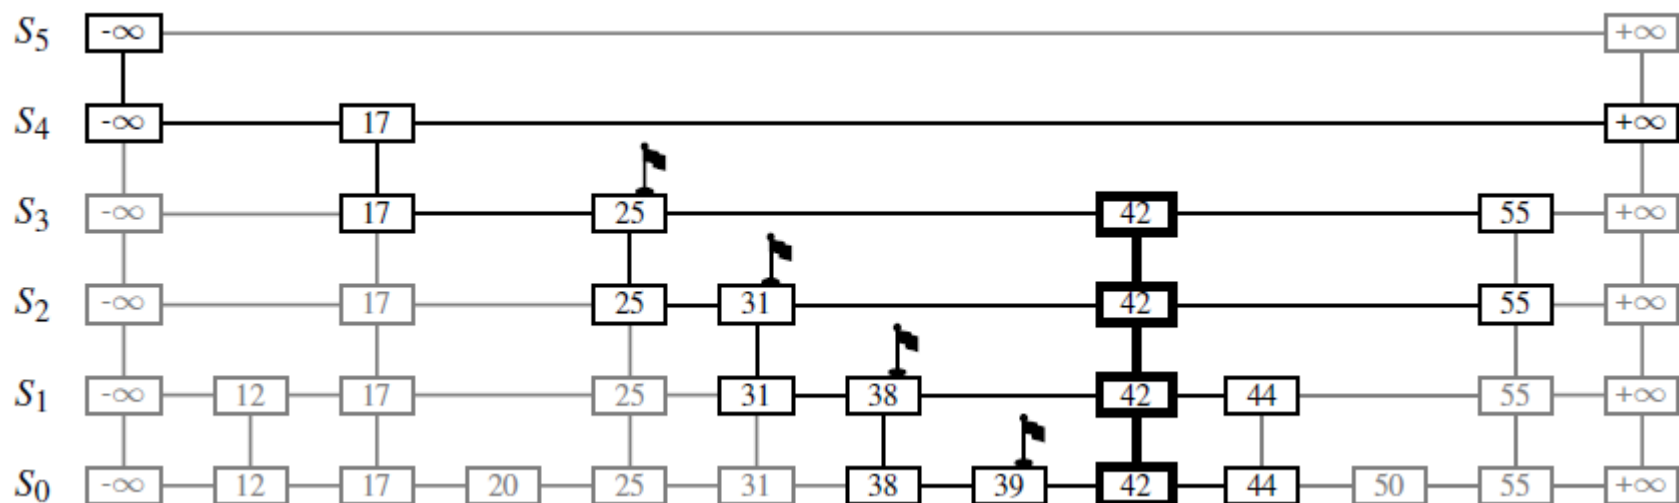 S5 -∞ +∞
S4 -∞ 17 +∞
S3 -∞ 17 25 42 55 +∞
S2 -∞ 17 25 31 42 55 +∞
S1 -∞ 12 17 25 31 38 42 44 55 +∞
S0 -∞ 12 17 20 25 31 38 39 42 44 50 55 +∞